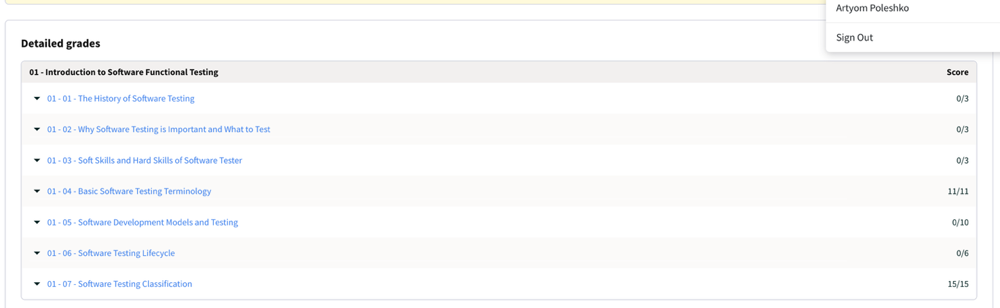 Artyom Poleshko
Sign Out
Detailed grades
01 - Introduction to Software Functional Testing Score
01 - 01 - The History of Software Testing 0/3
01 - 02 - Why Software Testing is Important and What to Test 0/3
01 - 03 - Soft Skills and Hard Skills of Software Tester 0/3
01 - 04 - Basic Software Testing Terminology 11/11
01 - 05 - Software Development Models and Testing 0/10
01 - 06 - Software Testing Lifecycle 0/6
01 - 07 - Software Testing Classification 15/15